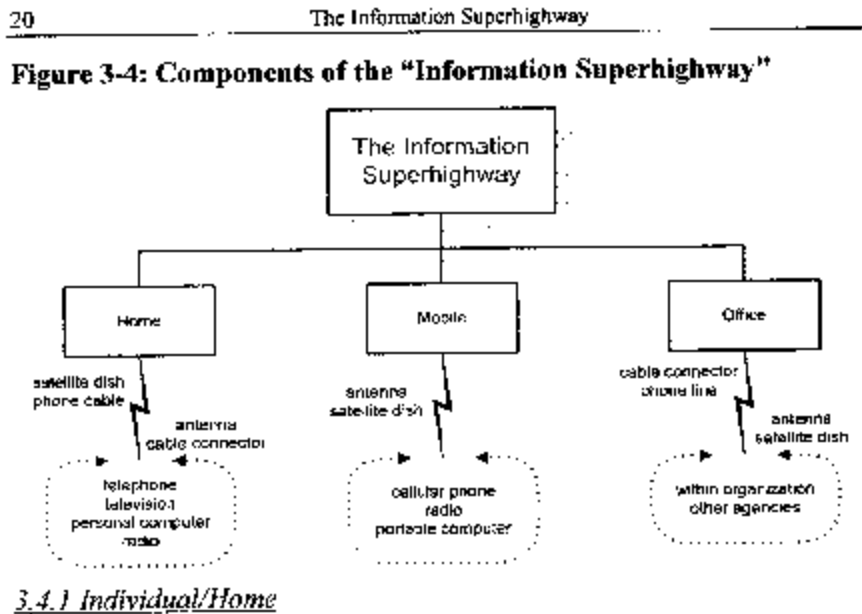 20 The Information Superhighway
Figure 3-4: Components of the "Information Superhighway"
The Information
Superhighway
Home
Mobile
Office
satellite dish
phone cable
antenna
cable connector
antenna
satellite dish
cable connector
phone line
antenna
satellite dish
telephone
television
personal computer
radio
cellular phone
radio
portable computer
within organization
other agencies
3.4.1 Individual/Home